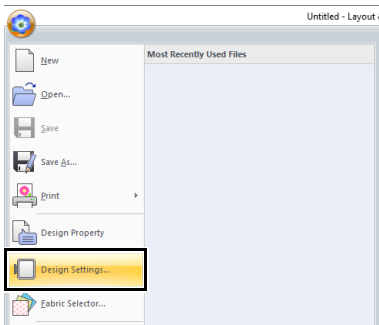 Untitled - Layout
New
Most Recently Used Files
Open...
Save
Save As...
Print
Design Property
Design Settings...
Fabric Selector...